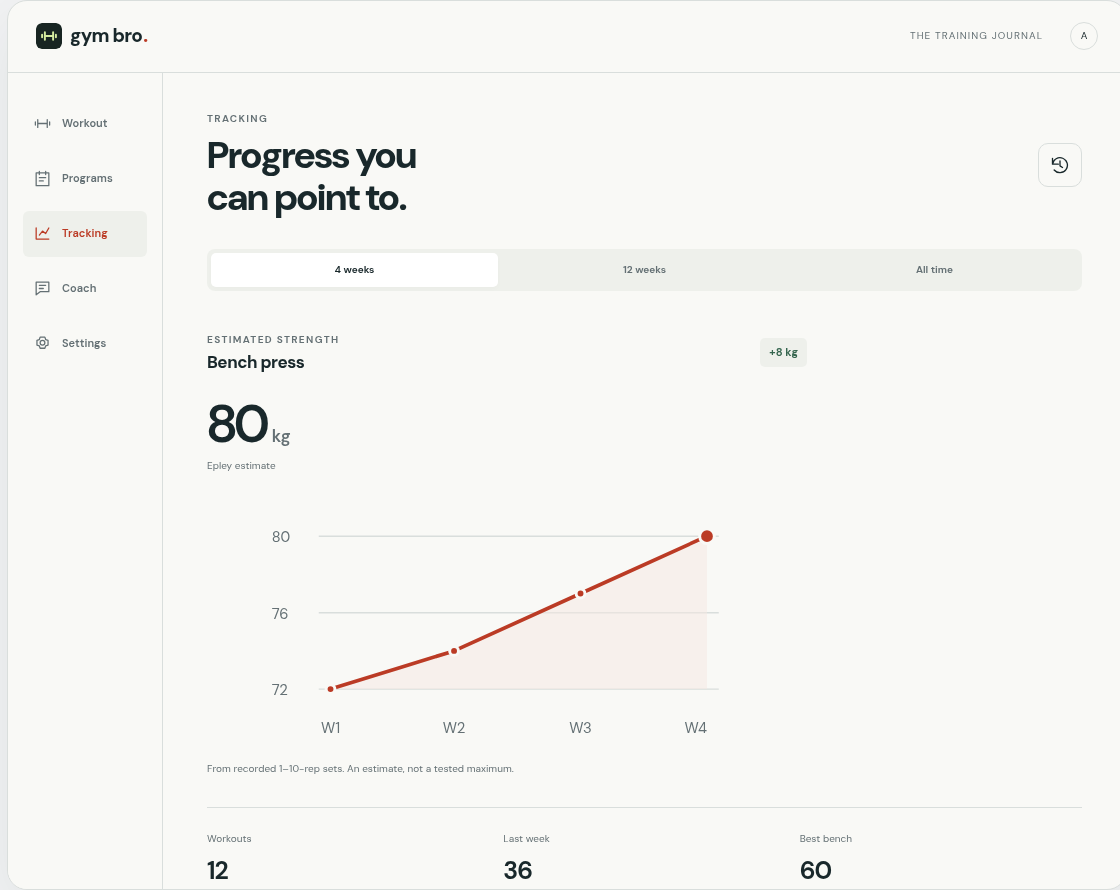 gym bro.
THE TRAINING JOURNAL
A
Workout
Programs
Tracking
Coach
Settings
TRACKING
Progress you
can point to.
4 weeks
12 weeks
All time
ESTIMATED STRENGTH
Bench press
+8 kg
80 kg
Epley estimate
80
76
72
W1 W2 W3 W4
From recorded 1–10-rep sets. An estimate, not a tested maximum.
Workouts Last week Best bench
12 36 60